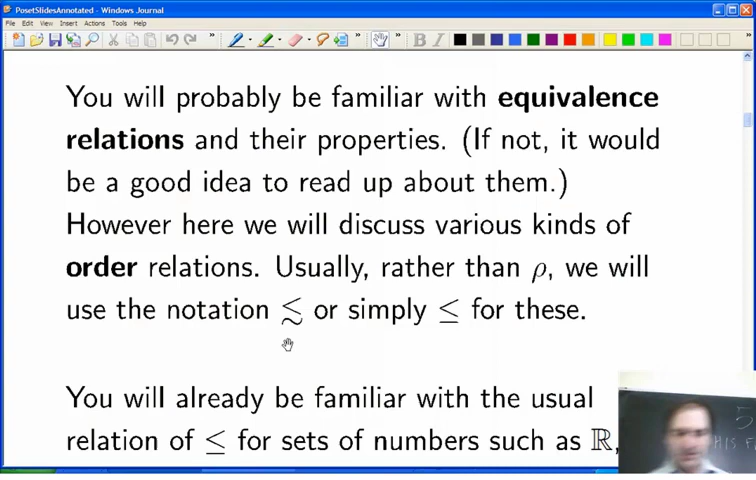 PosetSlidesAnnotated - Windows Journal
File Edit View Insert Actions Tools Help
B I
You will probably be familiar with equivalence
relations and their properties. (If not, it would
be a good idea to read up about them.)
However here we will discuss various kinds of
order relations. Usually, rather than ρ, we will
use the notation ≲ or simply ≤ for these.
You will already be familiar with the usual
relation of ≤ for sets of numbers such as ℝ,
5
HIS F